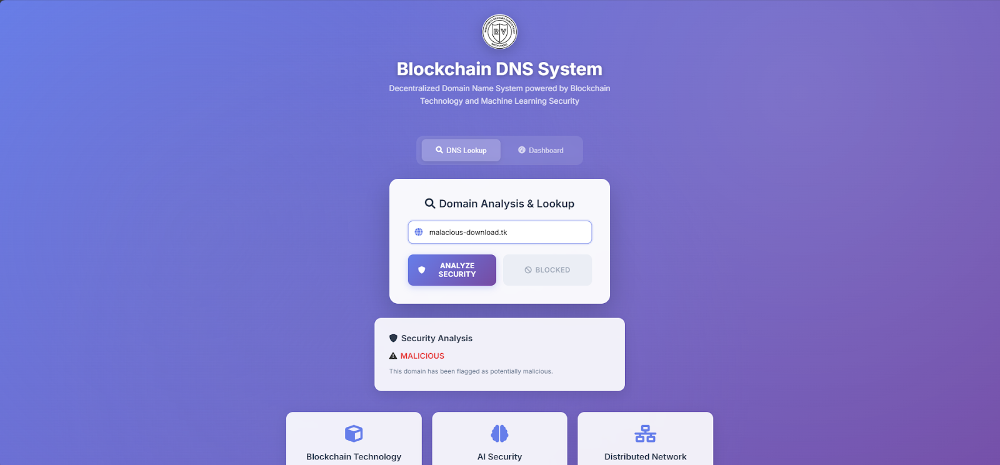 RV
INSTITUTIONS
Blockchain DNS System
Decentralized Domain Name System powered by Blockchain
Technology and Machine Learning Security
DNS Lookup
Dashboard
Domain Analysis & Lookup
malacious-download.tk
ANALYZE
SECURITY
BLOCKED
Security Analysis
MALICIOUS
This domain has been flagged as potentially malicious.
Blockchain Technology
AI Security
Distributed Network